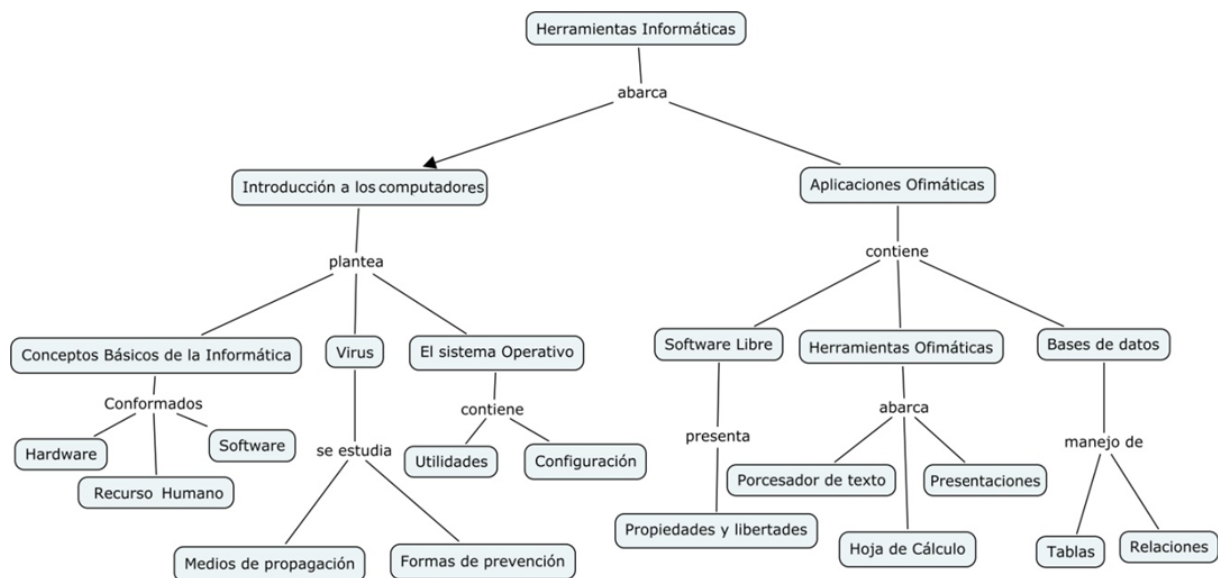 Herramientas Informáticas
abarca
Introducción a los computadores
Aplicaciones Ofimáticas
plantea
contiene
Conceptos Básicos de la Informática
Virus
El sistema Operativo
Software Libre
Herramientas Ofimáticas
Bases de datos
Conformados
contiene
abarca
Hardware
Software
se estudia
Utilidades
Configuración
presenta
manejo de
Recurso Humano
Porcesador de texto
Presentaciones
Propiedades y libertades
Medios de propagación
Formas de prevención
Hoja de Cálculo
Tablas
Relaciones